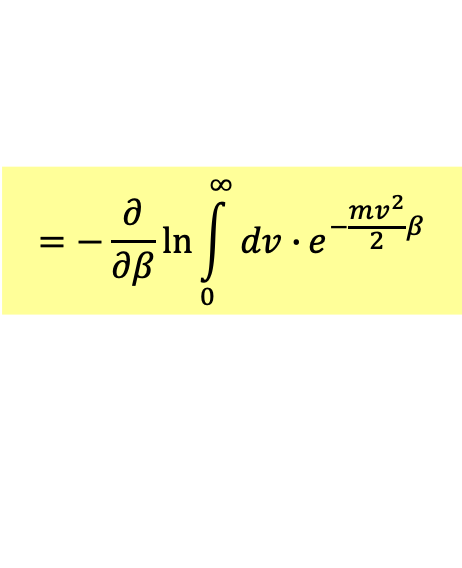 = −∂/∂β ln ∫₀^∞ dv · e^(−(mv²/2)β)